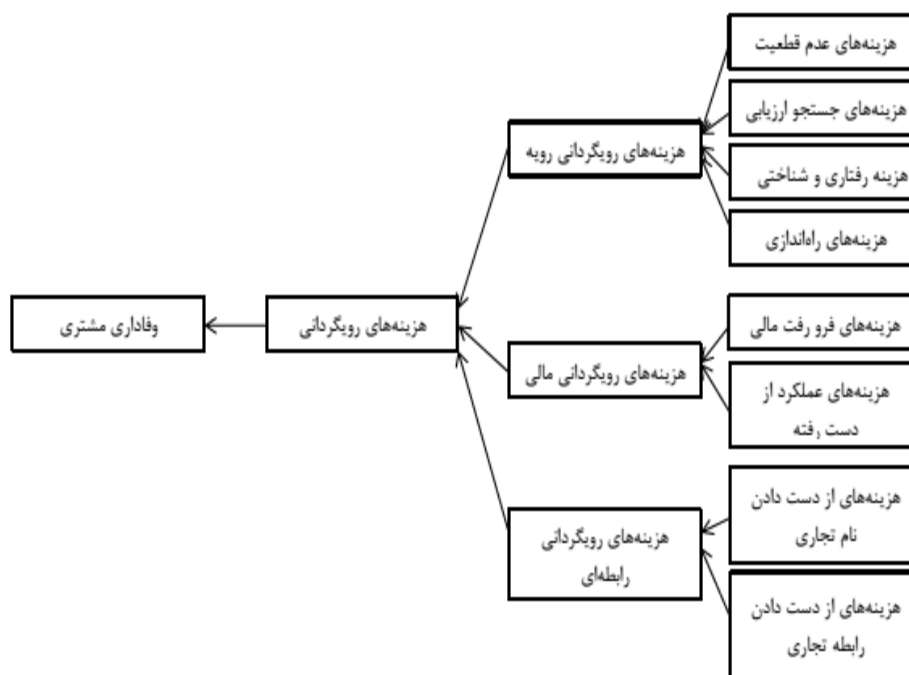 هزینه‌های عدم قطعیت
هزینه‌های جستجو ارزیابی
هزینه رفتاری و شناختی
هزینه‌های راه‌اندازی
هزینه‌های رویگردانی رویه
هزینه‌های فرو رفت مالی
هزینه‌های عملکرد از
دست رفته
هزینه‌های رویگردانی مالی
هزینه‌های از دست دادن
نام تجاری
هزینه‌های از دست دادن
رابطه تجاری
هزینه‌های رویگردانی
رابطه‌ای
هزینه‌های رویگردانی
وفاداری مشتری